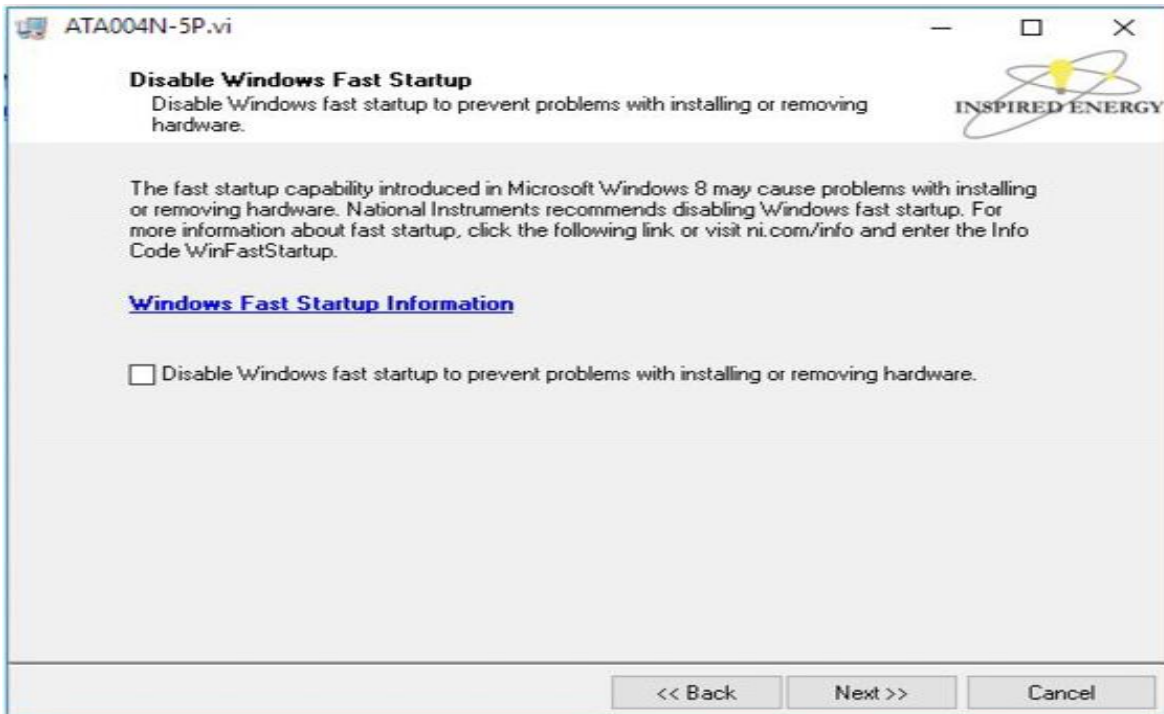 ATA004N-5P.vi
Disable Windows Fast Startup
Disable Windows fast startup to prevent problems with installing or removing
hardware.
INSPIRED ENERGY
The fast startup capability introduced in Microsoft Windows 8 may cause problems with installing
or removing hardware. National Instruments recommends disabling Windows fast startup. For
more information about fast startup, click the following link or visit ni.com/info and enter the Info
Code WinFastStartup.
Windows Fast Startup Information
Disable Windows fast startup to prevent problems with installing or removing hardware.
<< Back
Next >>
Cancel